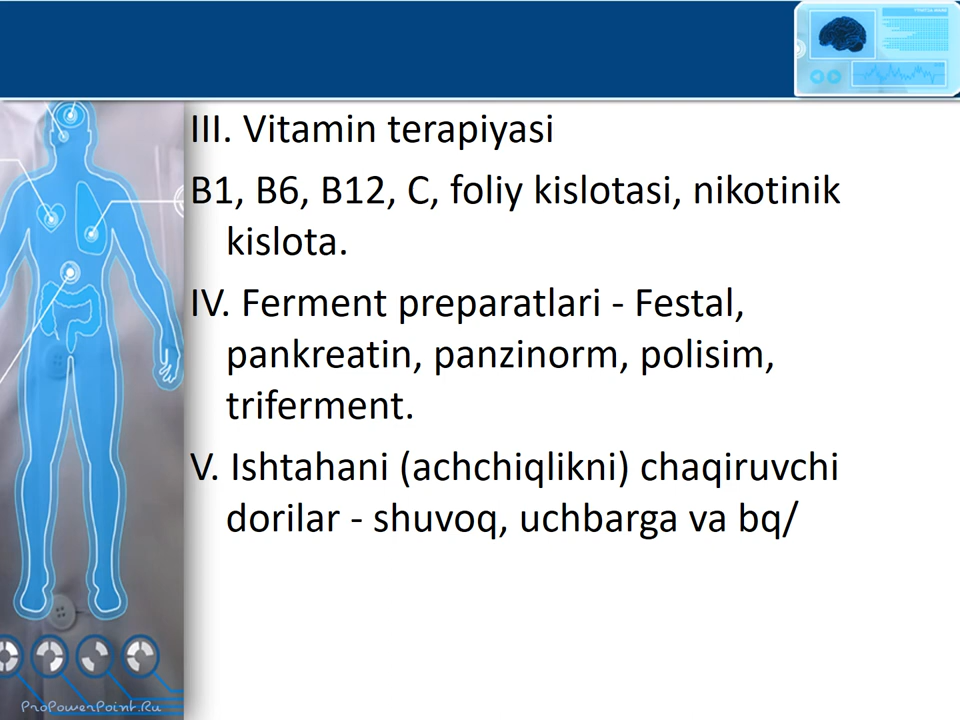 III. Vitamin terapiyasi
B1, B6, B12, C, foliy kislotasi, nikotinik
kislota.
IV. Ferment preparatlari - Festal,
pankreatin, panzinorm, polisim,
triferment.
V. Ishtahani (achchiqlikni) chaqiruvchi
dorilar - shuvoq, uchbarga va bq/
ProPowerPoint.Ru